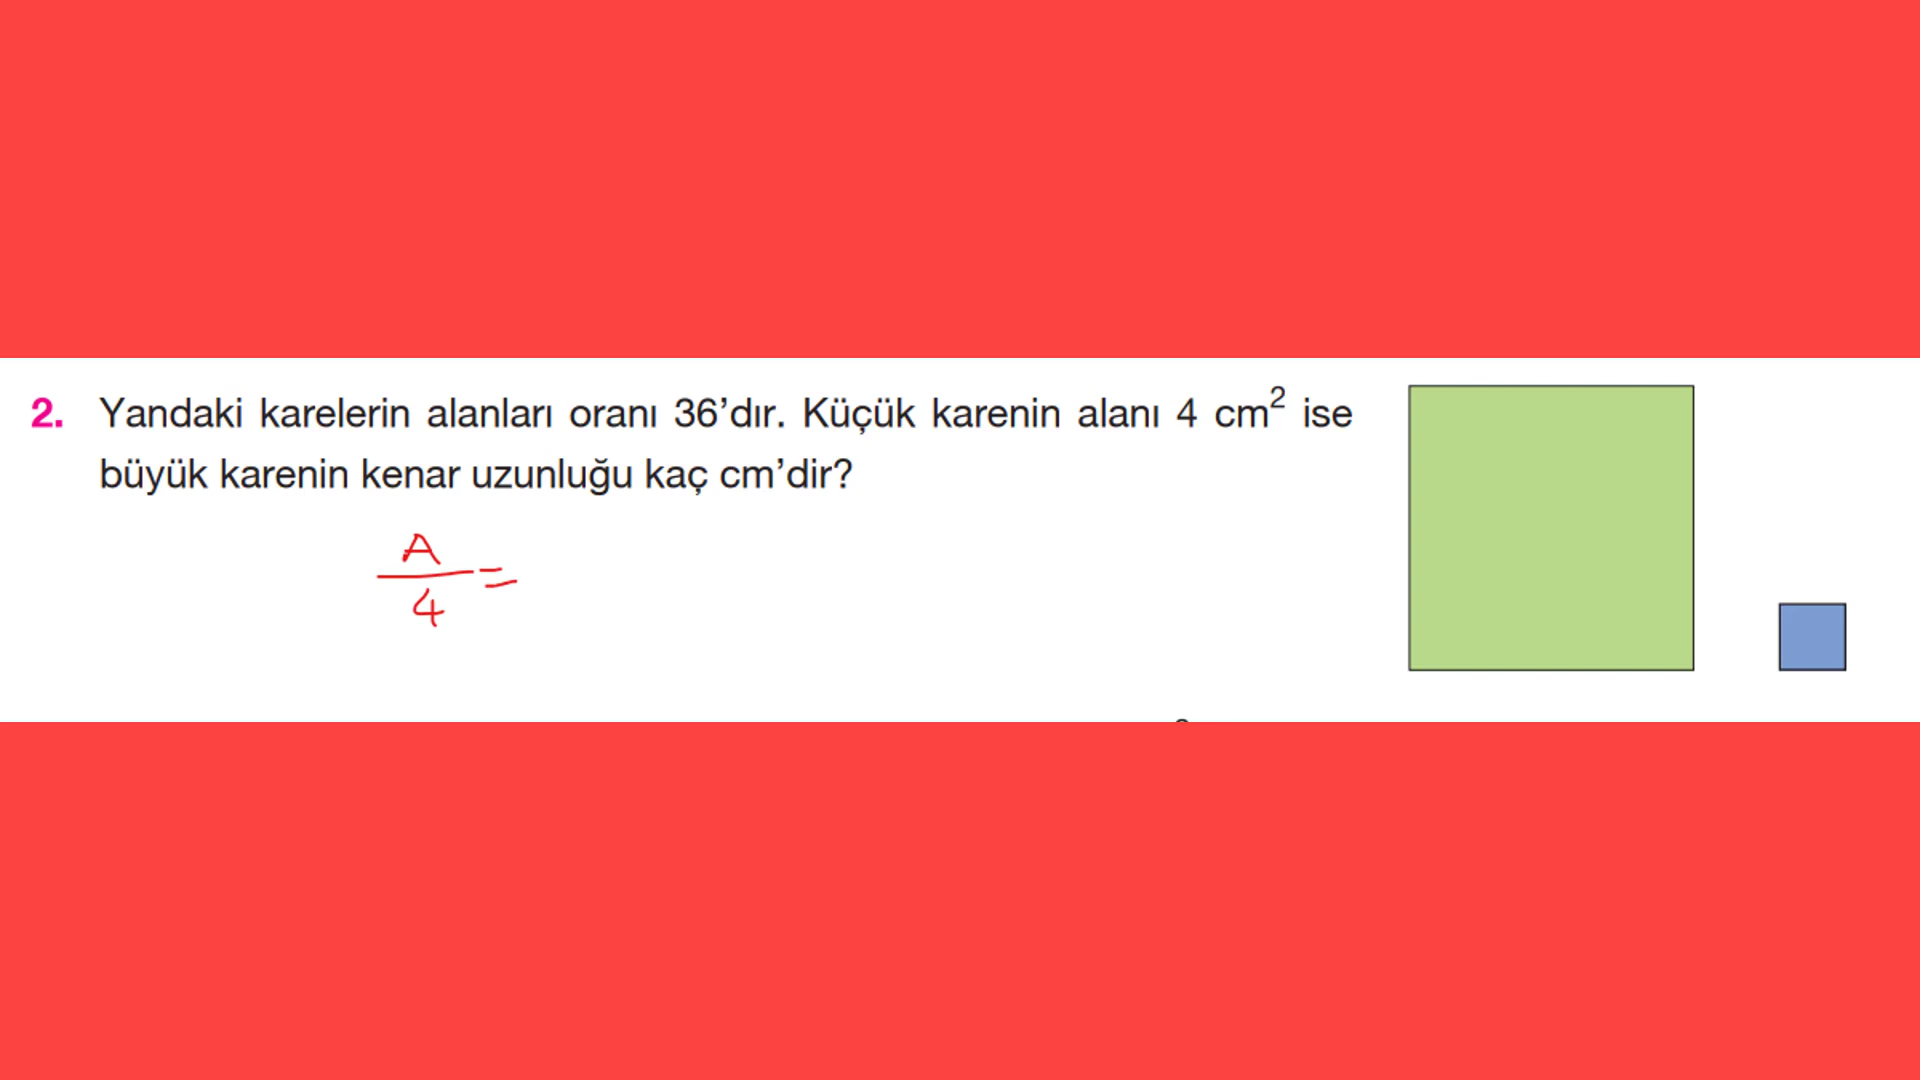 2. Yandaki karelerin alanları oranı 36’dır. Küçük karenin alanı 4 cm² ise
büyük karenin kenar uzunluğu kaç cm’dir?
A
4
=